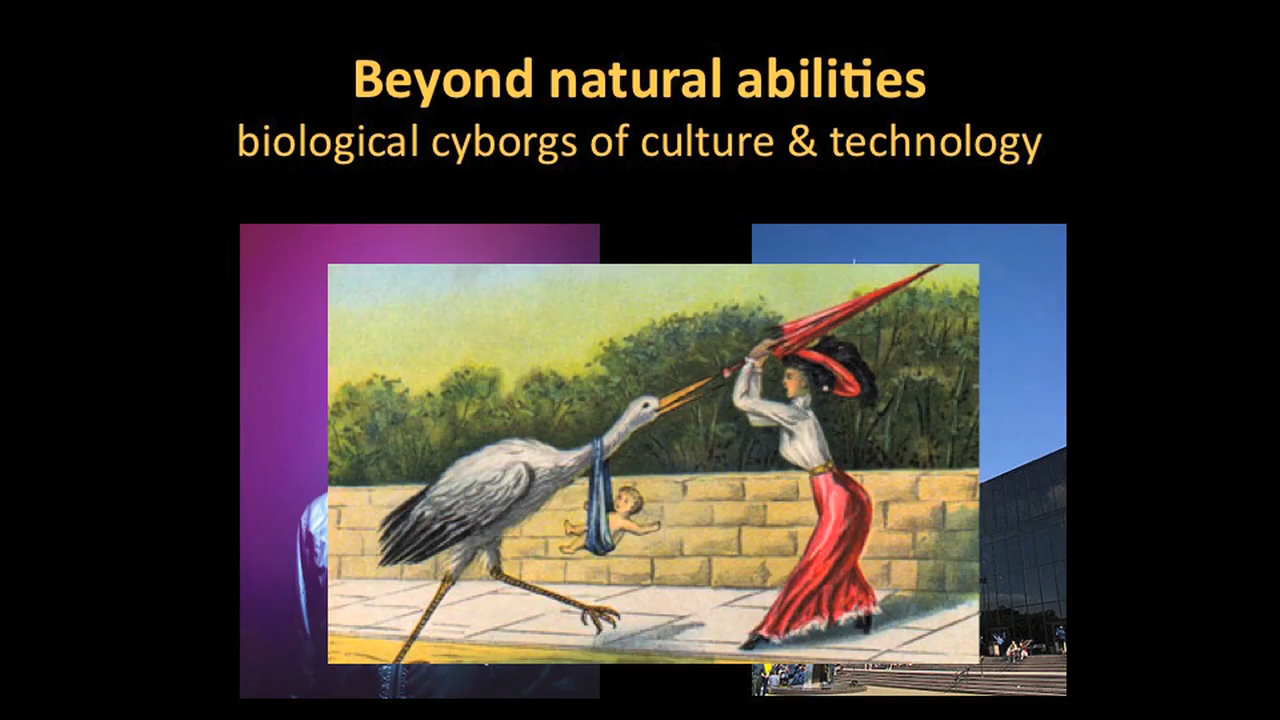 Beyond natural abilities
biological cyborgs of culture & technology